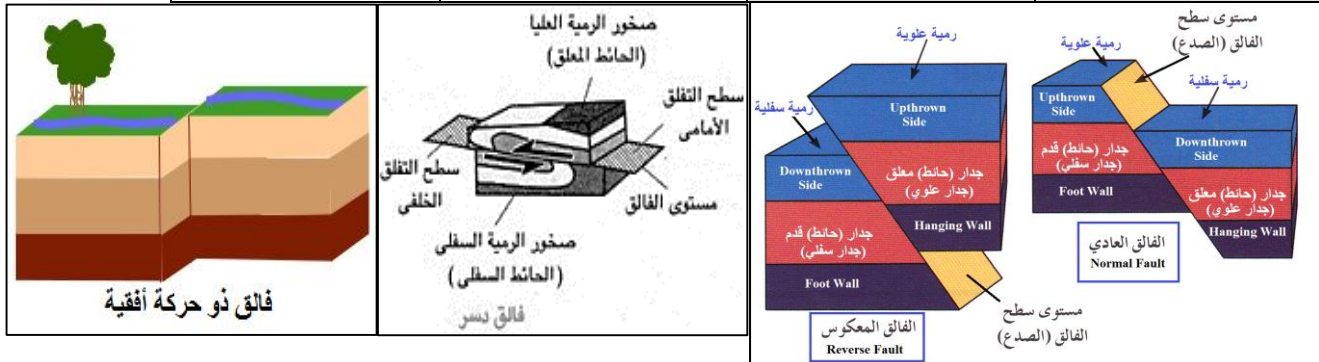 فالق ذو حركة أفقية
صخور الرمية العليا
(الحائط المعلق)
سطح التفلق
الأمامى
سطح التفلق
الخلفى
مستوى الفالق
صخور الرمية السفلى
(الحائط السفلى)
فالق دسر
رمية علوية
رمية سفلية
Upthrown
Side
Downthrown
Side
جدار (حائط) معلق
(جدار علوي)
جدار (حائط) قدم
(جدار سفلي)
Hanging Wall
Foot Wall
الفالق المعكوس
Reverse Fault
مستوى سطح
الفالق (الصدع)
مستوى سطح
الفالق (الصدع)
رمية علوية
رمية سفلية
Upthrown
Side
Downthrown
Side
جدار (حائط) قدم
(جدار سفلي)
جدار (حائط) معلق
(جدار علوي)
Foot Wall
Hanging Wall
الفالق العادي
Normal Fault